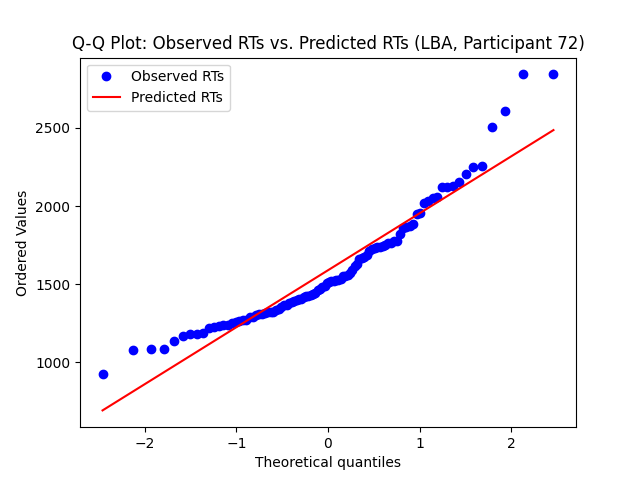 Q-Q Plot: Observed RTs vs. Predicted RTs (LBA, Participant 72)
Observed RTs
Predicted RTs
Ordered Values
2500
2000
1500
1000
−2
−1
0
1
2
Theoretical quantiles